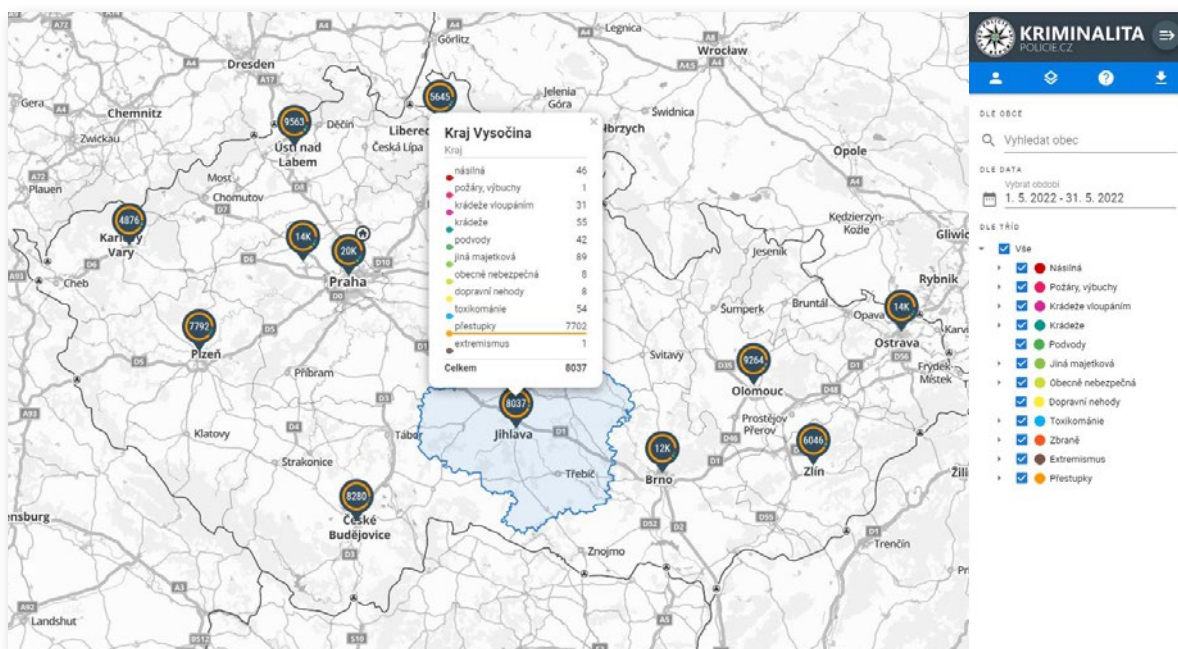 Görlitz
Legnica
Wrocław
Dresden
Jelenia
Góra
Świdnica
Gera
Chemnitz
Zwickau
Děčín
Ústí nad
Labem
Česká Lípa
Opole
Most
Chomutov
Plauen
Kędzierzyn-
Koźle
Vary
Cheb
Praha
Jeseník
Rybnik
Bruntál
Opava
Ostrava
Šumperk
Plzeň
Příbram
Svitavy
Frýdek
Místek
Olomouc
Prostějov
Přerov
Klatovy
Jihlava
Strakonice
Třebíč
Brno
Zlín
České
Budějovice
Znojmo
Trenčín
Landshut
5645
9563
4876
14K
20K
7792
14K
9264
8037
12K
6046
8280
Kraj Vysočina
Kraj
násilná 46
požáry, výbuchy 1
krádeže vloupáním 31
krádeže 55
podvody 42
jiná majetková 89
obecně nebezpečná 8
dopravní nehody 8
toxikománie 54
přestupky 7702
extremismus 1
Celkem 8037
KRIMINALITA
POLICIE.CZ
DLE OBCE
Vyhledat obec
DLE DATA
Vybrat období
1. 5. 2022 - 31. 5. 2022
DLE TŘÍD
Vše
Násilná
Požáry, výbuchy
Krádeže vloupáním
Krádeže
Podvody
Jiná majetková
Obecně nebezpečná
Dopravní nehody
Toxikománie
Zbraně
Extremismus
Přestupky